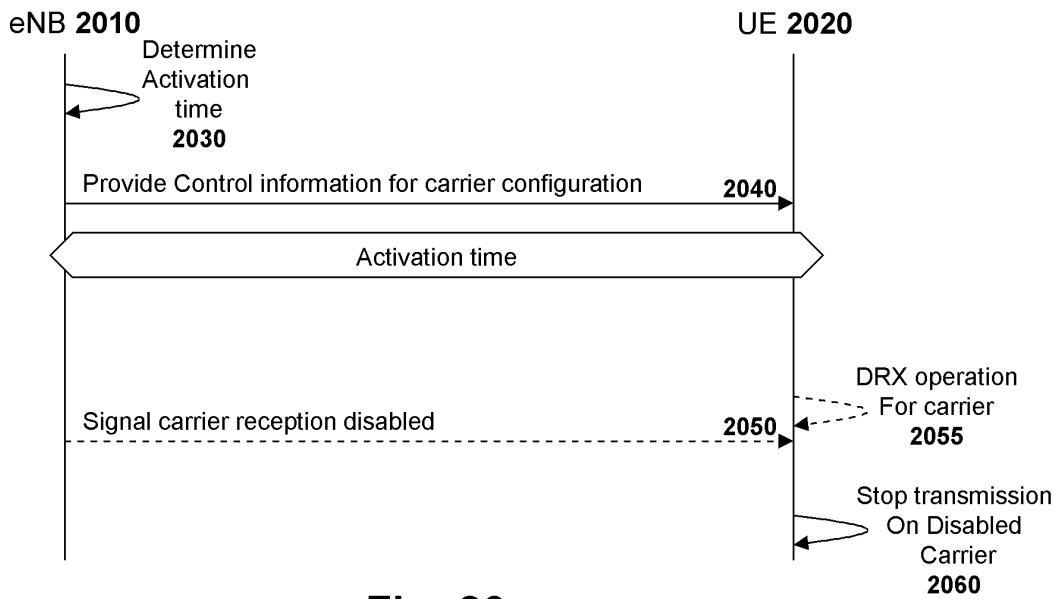 eNB 2010
UE 2020
Determine
Activation
time
2030
Provide Control information for carrier configuration 2040
Activation time
DRX operation
For carrier
2055
Signal carrier reception disabled 2050
Stop transmission
On Disabled
Carrier
2060